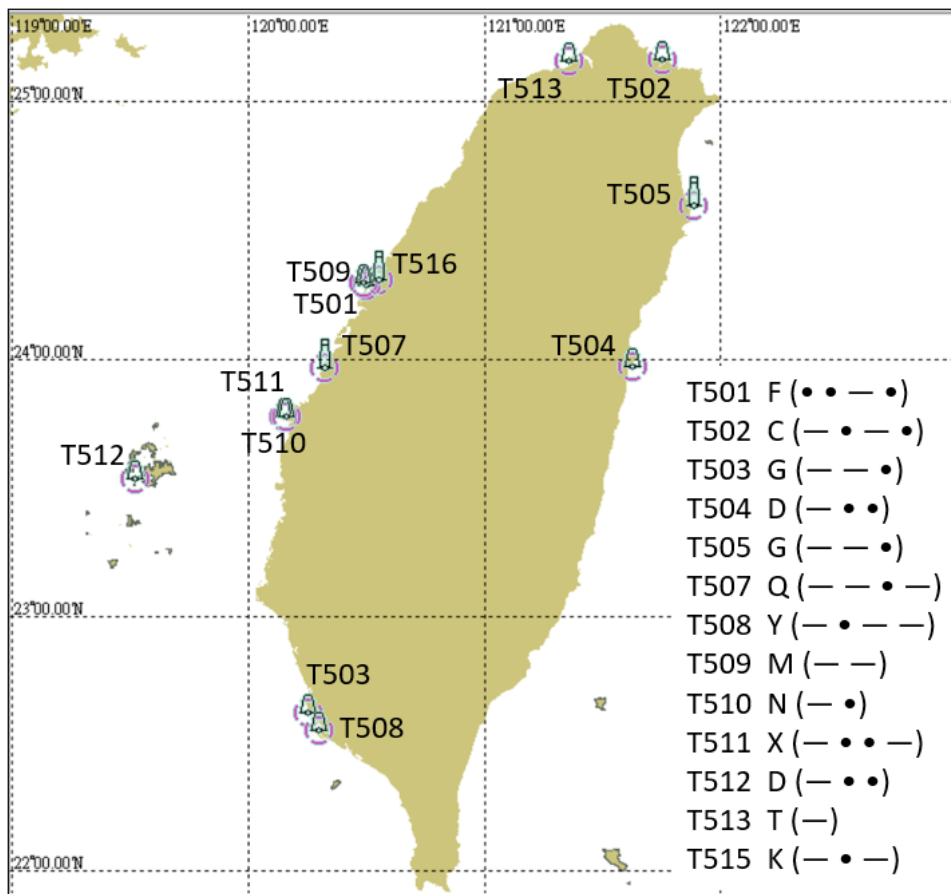 119°00.00'E 120°00.00'E 121°00.00'E 122°00.00'E
T513 T502
25°00.00'N
T505
T509 T516
T501
24°00.00'N T507 T504
T511
T510
T512
T501 F (• • — •)
T502 C (— • — •)
T503 G (— — •)
T504 D (— • •)
T505 G (— — •)
T507 Q (— — • —)
T508 Y (— • — —)
T509 M (— —)
T510 N (— •)
T511 X (— • • —)
T512 D (— • •)
T513 T (—)
T515 K (— • —)
23°00.00'N
T503
T508
22°00.00'N